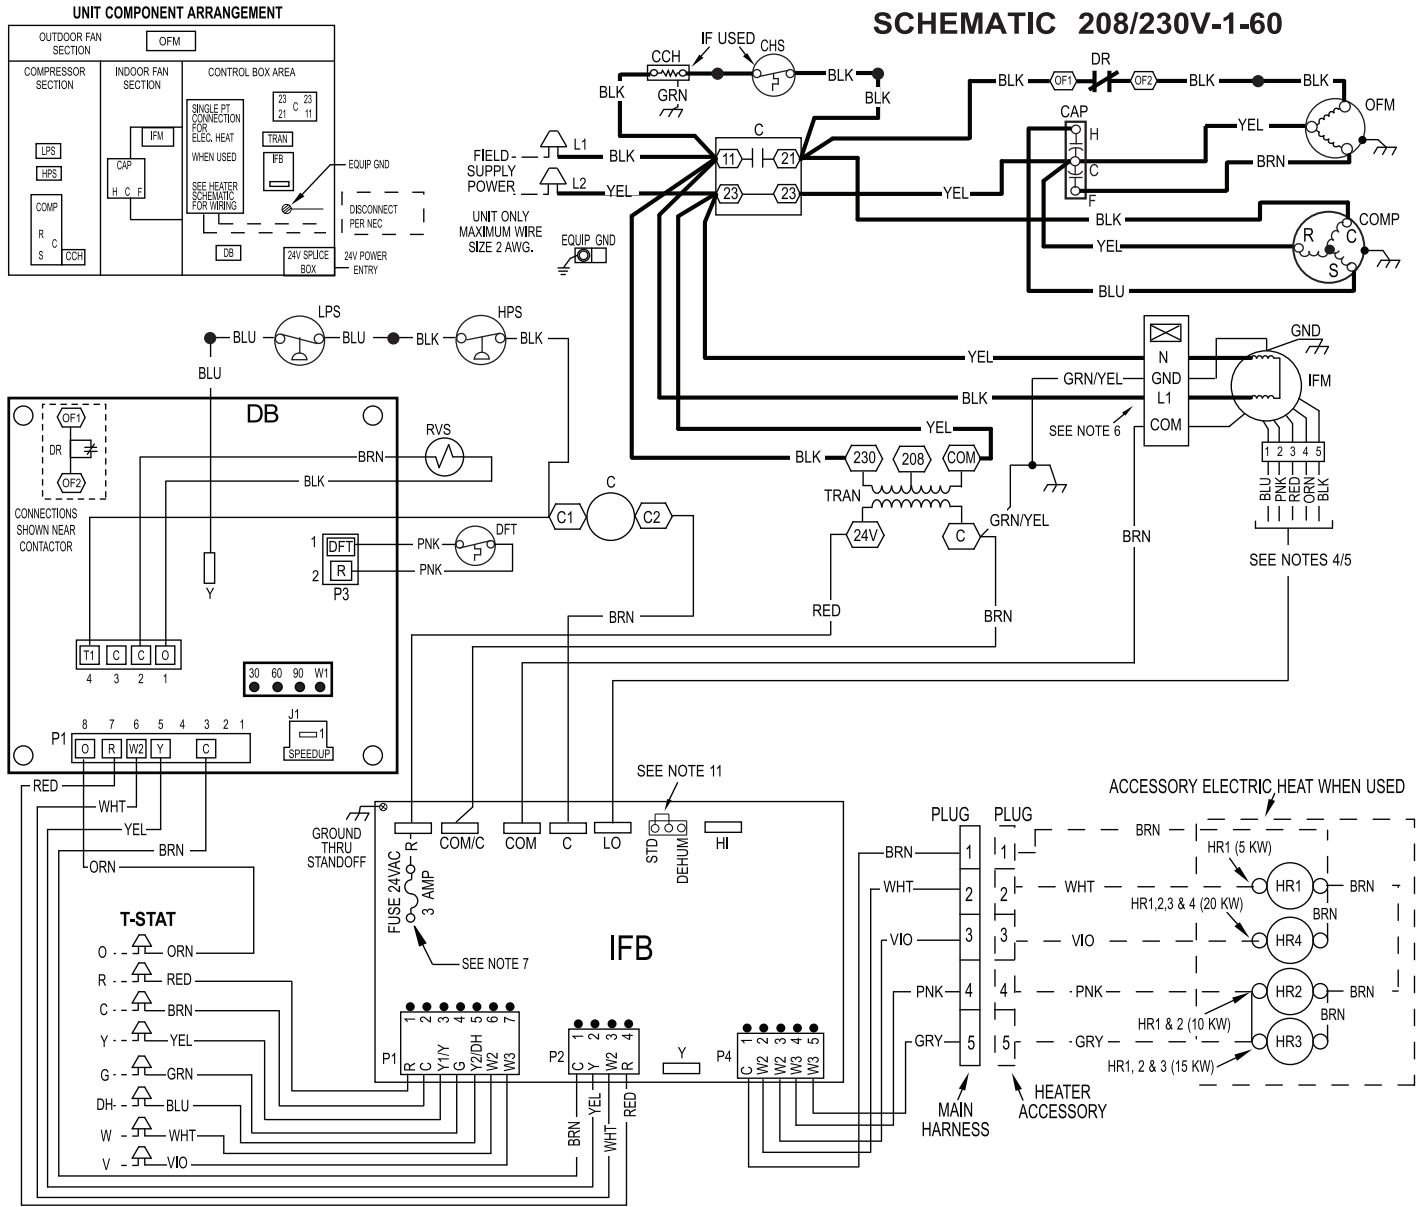 UNIT COMPONENT ARRANGEMENT
OUTDOOR FAN
SECTION
OFM
COMPRESSOR
SECTION
INDOOR FAN
SECTION
CONTROL BOX AREA
SINGLE PT
CONNECTION
FOR
ELEC. HEAT
WHEN USED
SEE HEATER
SCHEMATIC
FOR WIRING
23 C 23
21 11
TRAN
IFB
IFM
LPS
HPS
CAP
H C F
COMP
R
C
S
CCH
EQUIP GND
DISCONNECT
PER NEC
DB
24V SPLICE
BOX
24V POWER
ENTRY
SCHEMATIC 208/230V-1-60
IF USED
CCH
CHS
GRN
BLK
BLK
BLK
FIELD
SUPPLY
POWER
L1
L2
BLK
YEL
UNIT ONLY
MAXIMUM WIRE
SIZE 2 AWG.
EQUIP GND
C
11
21
23
23
BLK
OF1
DR
OF2
BLK
BLK
OFM
CAP
H
C
F
YEL
BRN
YEL
BLK
YEL
BLU
COMP
R
C
S
LPS
HPS
BLU
BLU
BLK
BLK
BLU
YEL
GRN/YEL
BLK
N
GND
L1
COM
SEE NOTE 6
GND
IFM
1 2 3 4 5
BLU
PNK
RED
ORN
BLK
SEE NOTES 4/5
YEL
BLK
230
208
COM
TRAN
24V
C
GRN/YEL
RED
BRN
BRN
DB
OF1
DR
OF2
CONNECTIONS
SHOWN NEAR
CONTACTOR
RVS
BRN
BLK
C
C1
C2
BRN
DFT
1
DFT
PNK
2
R
PNK
P3
Y
T1 C C O
4 3 2 1
30 60 90 W1
J1
1
SPEEDUP
8 7 6 5 4 3 2 1
P1
O R W2 Y C
RED
WHT
YEL
BRN
ORN
T-STAT
O ORN
R RED
C BRN
Y YEL
G GRN
DH BLU
W WHT
V VIO
GROUND
THRU
STANDOFF
SEE NOTE 11
R
COM/C
COM
C
LO
STD
DEHUM
HI
FUSE 24VAC
3 AMP
SEE NOTE 7
IFB
P1
1 2 3 4 5 6 7
R C Y1/Y G Y2/DH W2 W3
P2
1 2 3 4
C Y W2 R
BRN
YEL
WHT
RED
Y
P4
1 2 3 4 5
C W2 W2 W3 W3
PLUG
PLUG
BRN 1 1 BRN
WHT 2 2 WHT
VIO 3 3 VIO
PNK 4 4 PNK
GRY 5 5 GRY
MAIN
HARNESS
HEATER
ACCESSORY
ACCESSORY ELECTRIC HEAT WHEN USED
HR1 (5 KW)
HR1
BRN
HR1,2,3 & 4 (20 KW)
BRN
HR4
HR2
BRN
HR1 & 2 (10 KW)
BRN
HR3
HR1, 2 & 3 (15 KW)